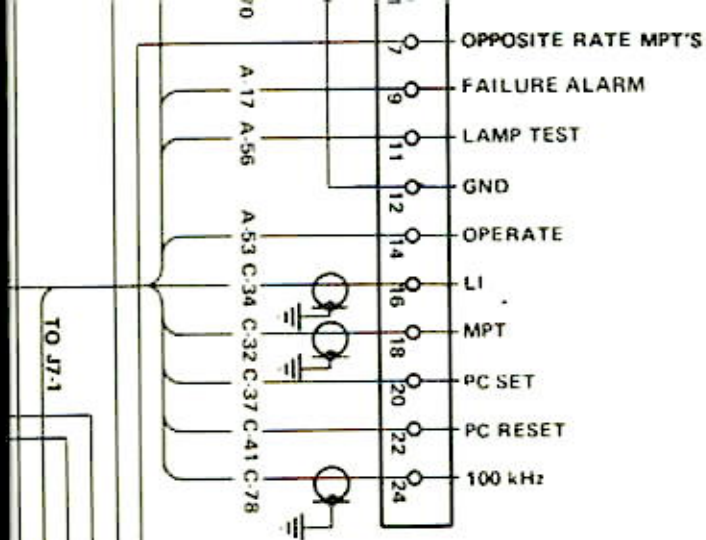 7 OPPOSITE RATE MPT'S
A-17 9 FAILURE ALARM
A-56 11 LAMP TEST
12 GND
A-53 14 OPERATE
C-34 16 LI
C-32 18 MPT
C-37 20 PC SET
C-41 22 PC RESET
C-78 24 100 kHz
TO J7-1